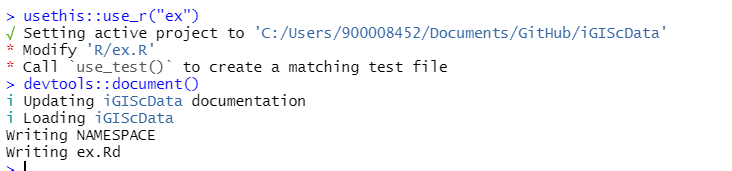 > usethis::use_r("ex")
√ Setting active project to 'C:/Users/900008452/Documents/GitHub/iGIScData'
* Modify 'R/ex.R'
* Call `use_test()` to create a matching test file
> devtools::document()
i Updating iGIScData documentation
i Loading iGIScData
Writing NAMESPACE
Writing ex.Rd
>